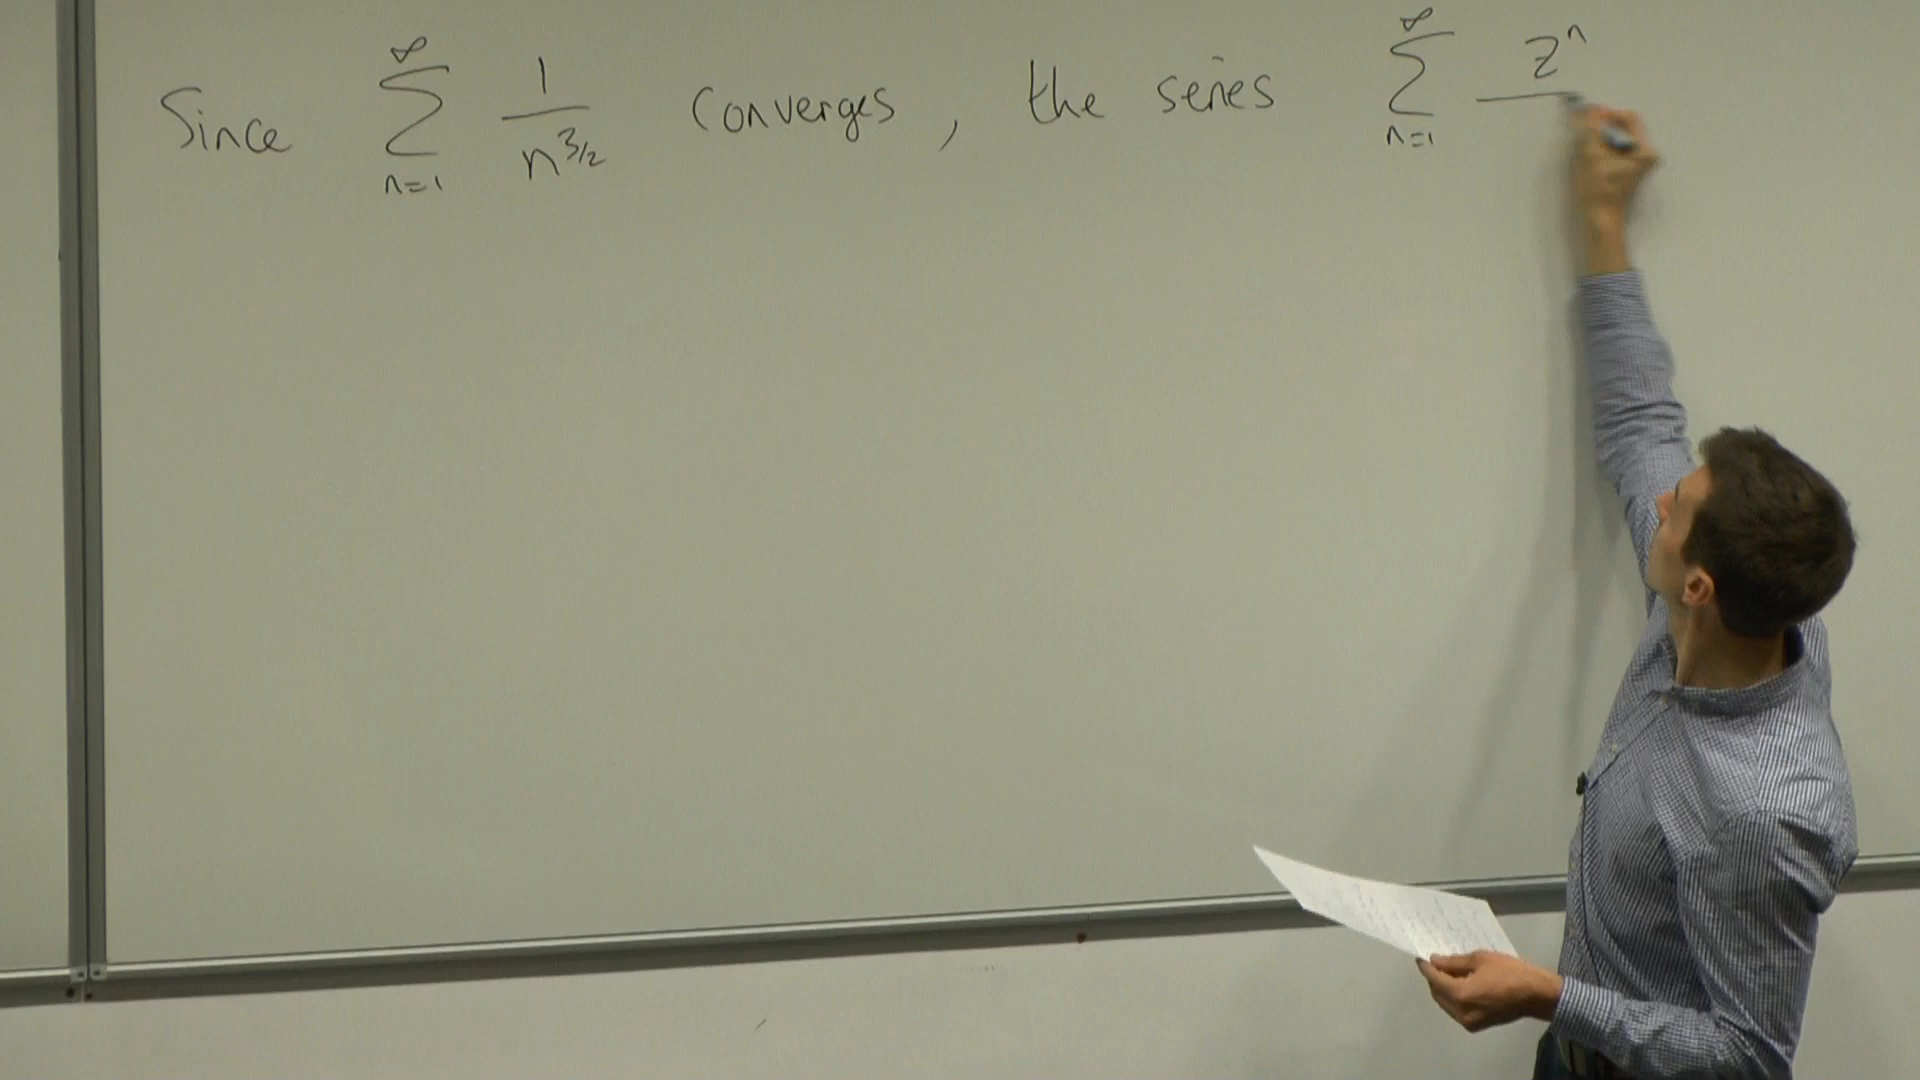 Since ∑_{n=1}^{∞} 1/n^{3/2} converges, the series ∑_{n=1}^{∞} z^n/